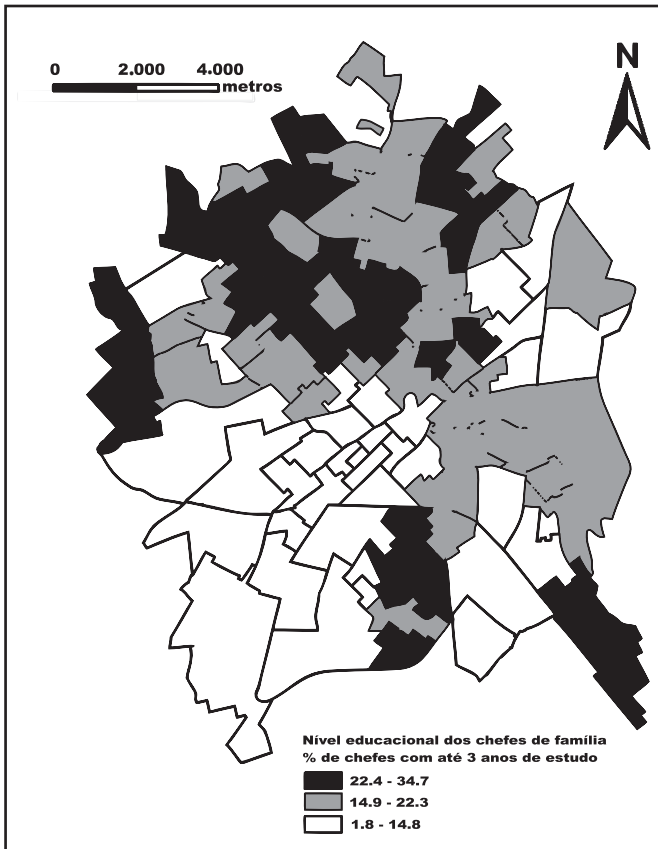 0 2.000 4.000
metros
N
Nível educacional dos chefes de família
% de chefes com até 3 anos de estudo
22.4 - 34.7
14.9 - 22.3
1.8 - 14.8